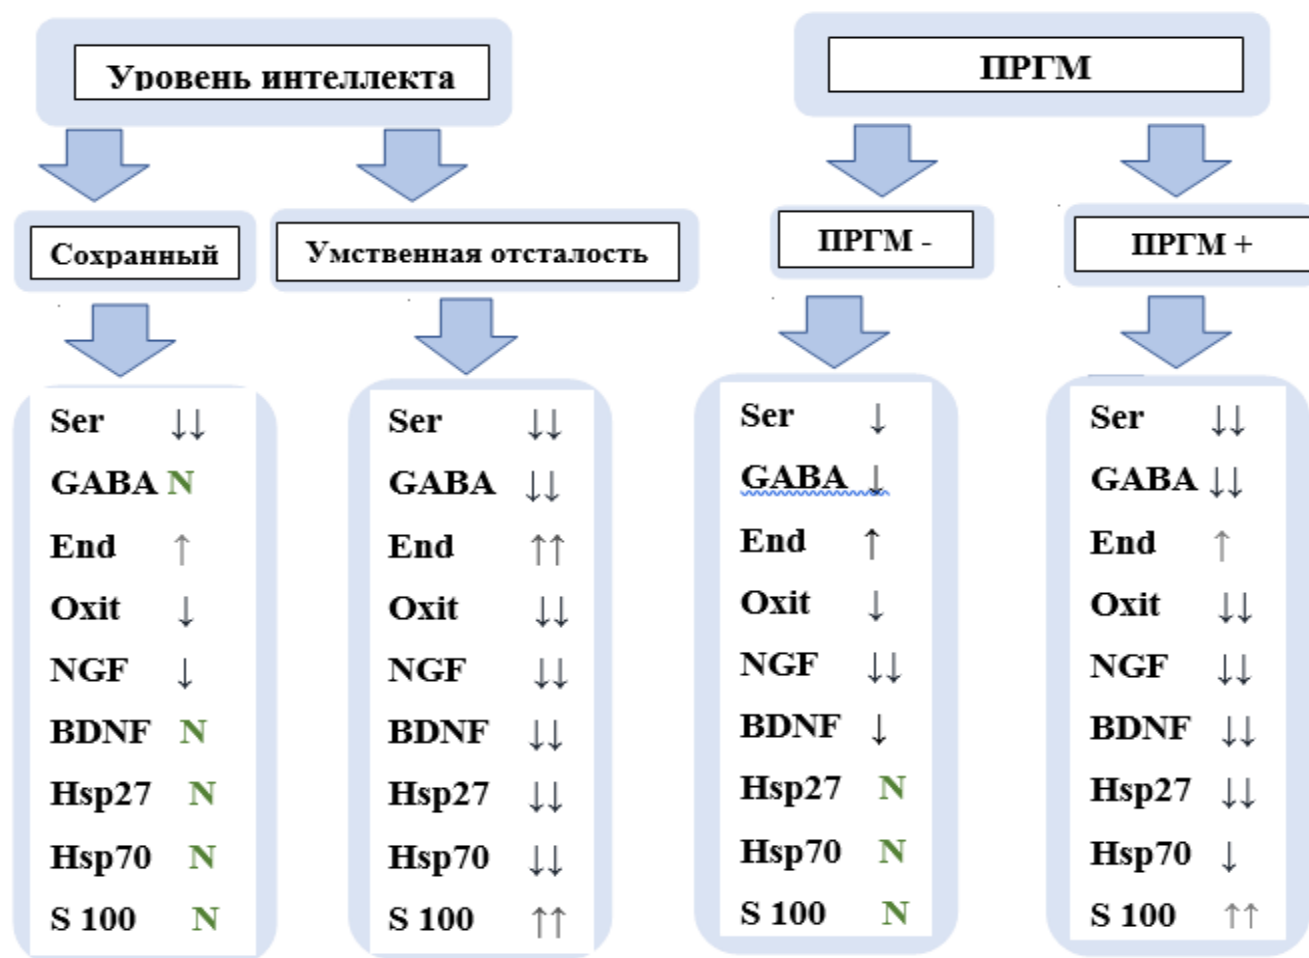 Уровень интеллекта
Сохранный
Ser ↓↓
GABA N
End ↑
Oxit ↓
NGF ↓
BDNF N
Hsp27 N
Hsp70 N
S 100 N
Умственная отсталость
Ser ↓↓
GABA ↓↓
End ↑↑
Oxit ↓↓
NGF ↓↓
BDNF ↓↓
Hsp27 ↓↓
Hsp70 ↓↓
S 100 ↑↑
ПРГМ
ПРГМ -
Ser ↓
GABA ↓
End ↑
Oxit ↓
NGF ↓↓
BDNF ↓
Hsp27 N
Hsp70 N
S 100 N
ПРГМ +
Ser ↓↓
GABA ↓↓
End ↑
Oxit ↓↓
NGF ↓↓
BDNF ↓↓
Hsp27 ↓↓
Hsp70 ↓
S 100 ↑↑